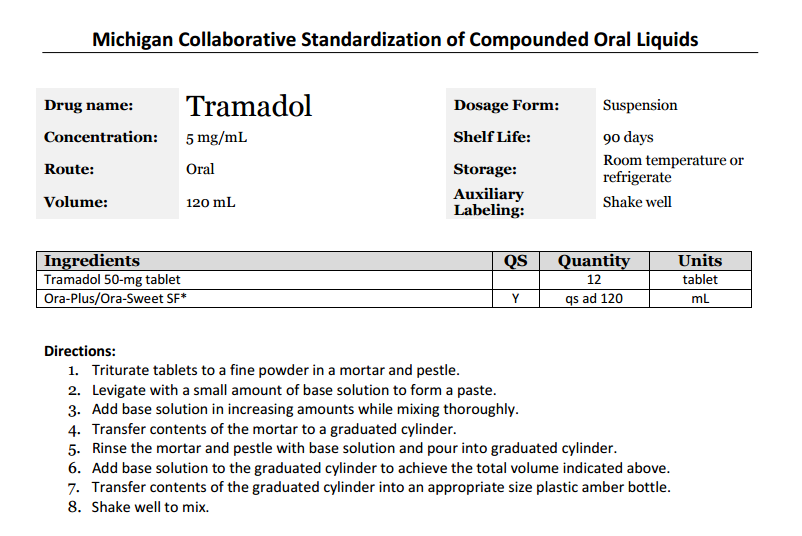 Michigan Collaborative Standardization of Compounded Oral Liquids
Drug name: Tramadol Dosage Form: Suspension
Concentration: 5 mg/mL Shelf Life: 90 days
Route: Oral Storage: Room temperature or
refrigerate
Volume: 120 mL Auxiliary
Labeling: Shake well
Ingredients QS Quantity Units
Tramadol 50-mg tablet 12 tablet
Ora-Plus/Ora-Sweet SF* Y qs ad 120 mL
Directions:
1. Triturate tablets to a fine powder in a mortar and pestle.
2. Levigate with a small amount of base solution to form a paste.
3. Add base solution in increasing amounts while mixing thoroughly.
4. Transfer contents of the mortar to a graduated cylinder.
5. Rinse the mortar and pestle with base solution and pour into graduated cylinder.
6. Add base solution to the graduated cylinder to achieve the total volume indicated above.
7. Transfer contents of the graduated cylinder into an appropriate size plastic amber bottle.
8. Shake well to mix.